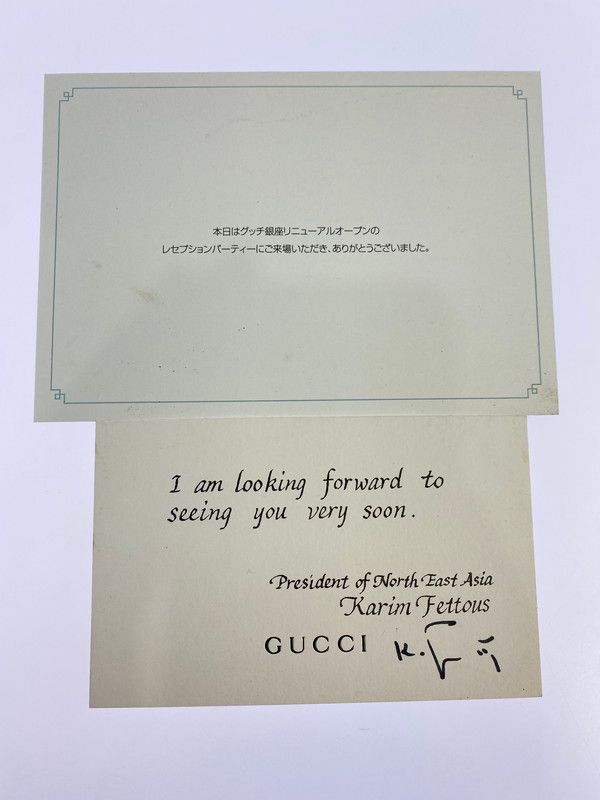 本日はグッチ銀座リニューアルオープンの
レセプションパーティーにご来場いただき、ありがとうございました。
I am looking forward to
seeing you very soon.
President of North East Asia
Karim Fettous
GUCCI